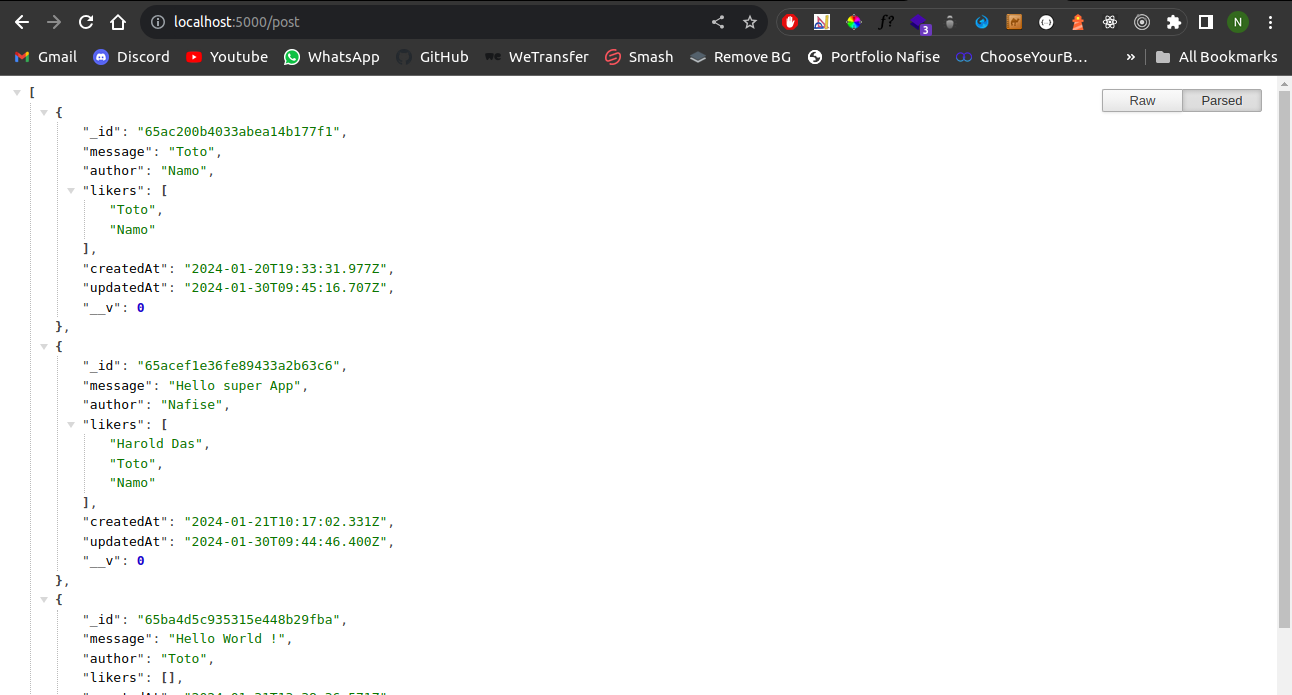 localhost:5000/post
f?
3
N
Gmail
Discord
Youtube
WhatsApp
GitHub
we WeTransfer
Smash
Remove BG
Portfolio Nafise
ChooseYourB...
»
All Bookmarks
Raw
Parsed
[
{
"_id": "65ac200b4033abea14b177f1",
"message": "Toto",
"author": "Namo",
"likers": [
"Toto",
"Namo"
],
"createdAt": "2024-01-20T19:33:31.977Z",
"updatedAt": "2024-01-30T09:45:16.707Z",
"__v": 0
},
{
"_id": "65acef1e36fe89433a2b63c6",
"message": "Hello super App",
"author": "Nafise",
"likers": [
"Harold Das",
"Toto",
"Namo"
],
"createdAt": "2024-01-21T10:17:02.331Z",
"updatedAt": "2024-01-30T09:44:46.400Z",
"__v": 0
},
{
"_id": "65ba4d5c935315e448b29fba",
"message": "Hello World !",
"author": "Toto",
"likers": [],